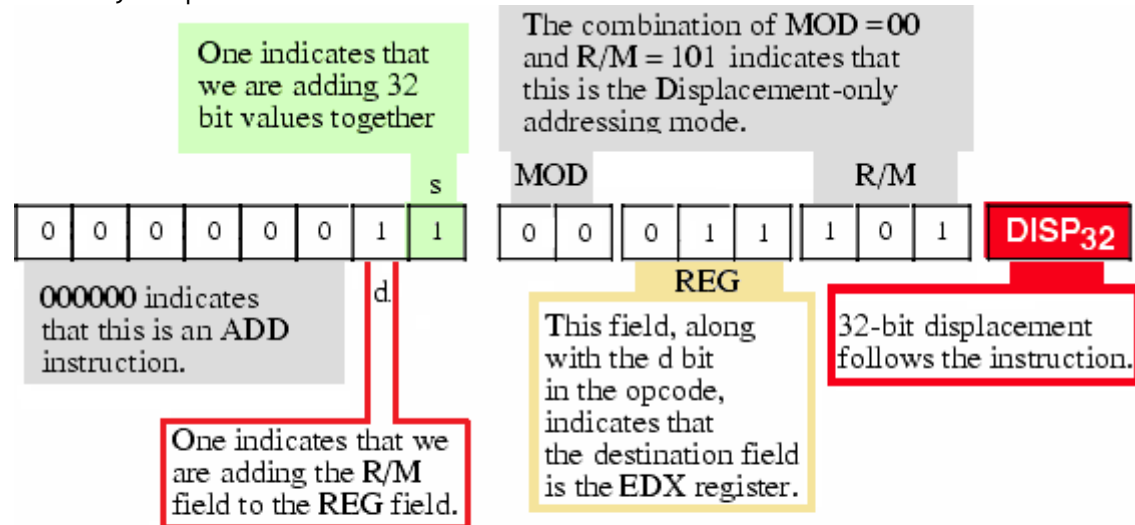 One indicates that
we are adding 32
bit values together
The combination of MOD = 00
and R/M = 101 indicates that
this is the Displacement-only
addressing mode.
s
MOD
R/M
0 0 0 0 0 0 1 1 0 0 0 1 1 1 0 1 DISP32
000000 indicates
that this is an ADD
instruction.
d
REG
One indicates that we
are adding the R/M
field to the REG field.
This field, along
with the d bit
in the opcode,
indicates that
the destination field
is the EDX register.
32-bit displacement
follows the instruction.